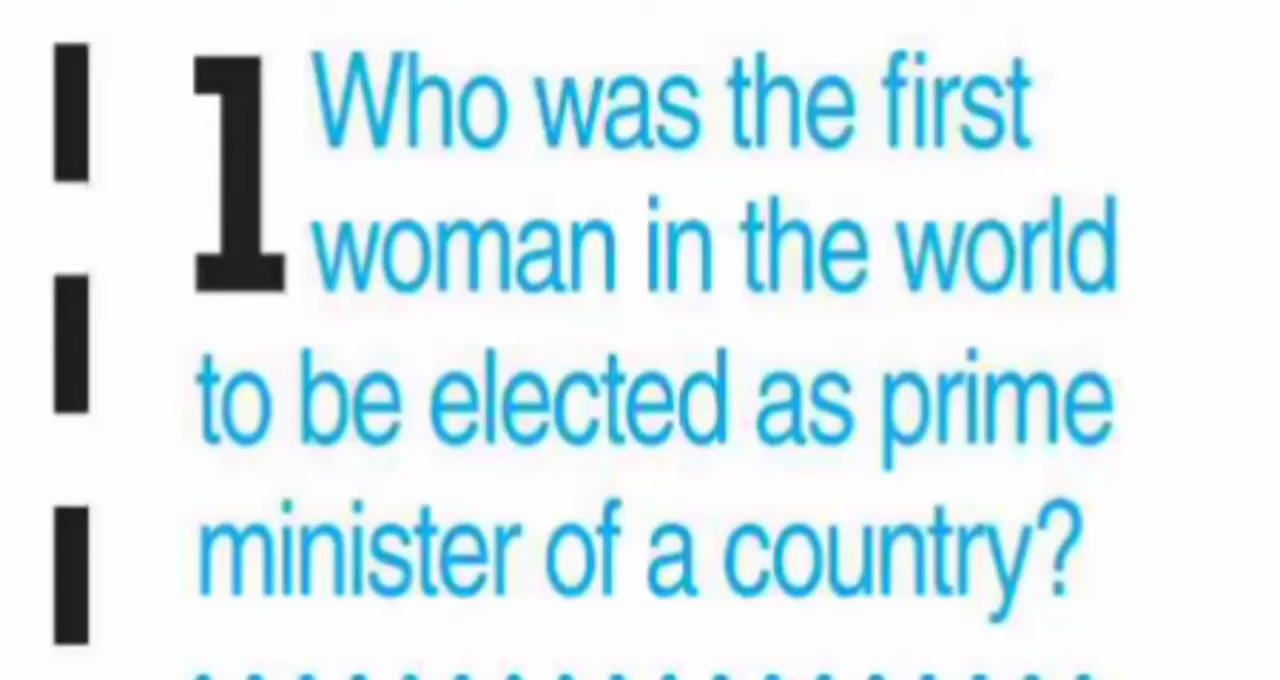 1 Who was the first
woman in the world
to be elected as prime
minister of a country?